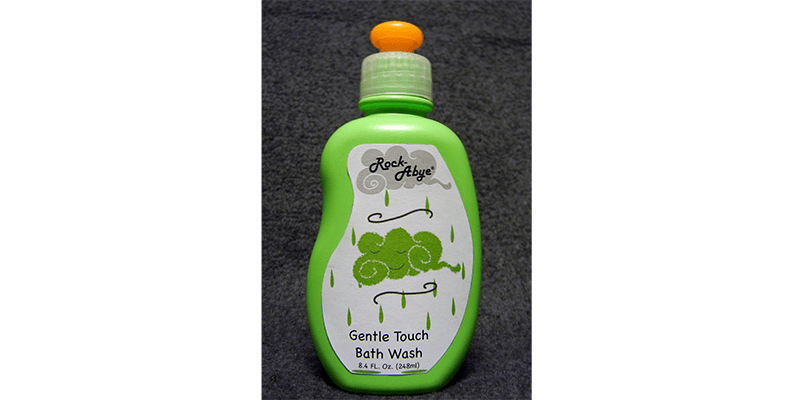 Rock-
Abye®
Gentle Touch
Bath Wash
8.4 FL. Oz. (248ml)